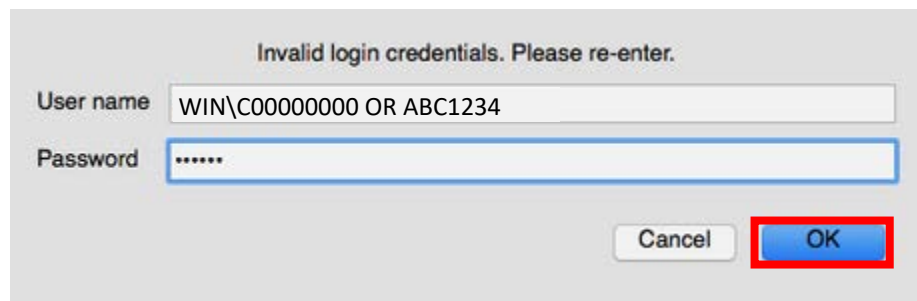 Invalid login credentials. Please re-enter.
User name WIN\C00000000 OR ABC1234
Password ••••••
Cancel OK